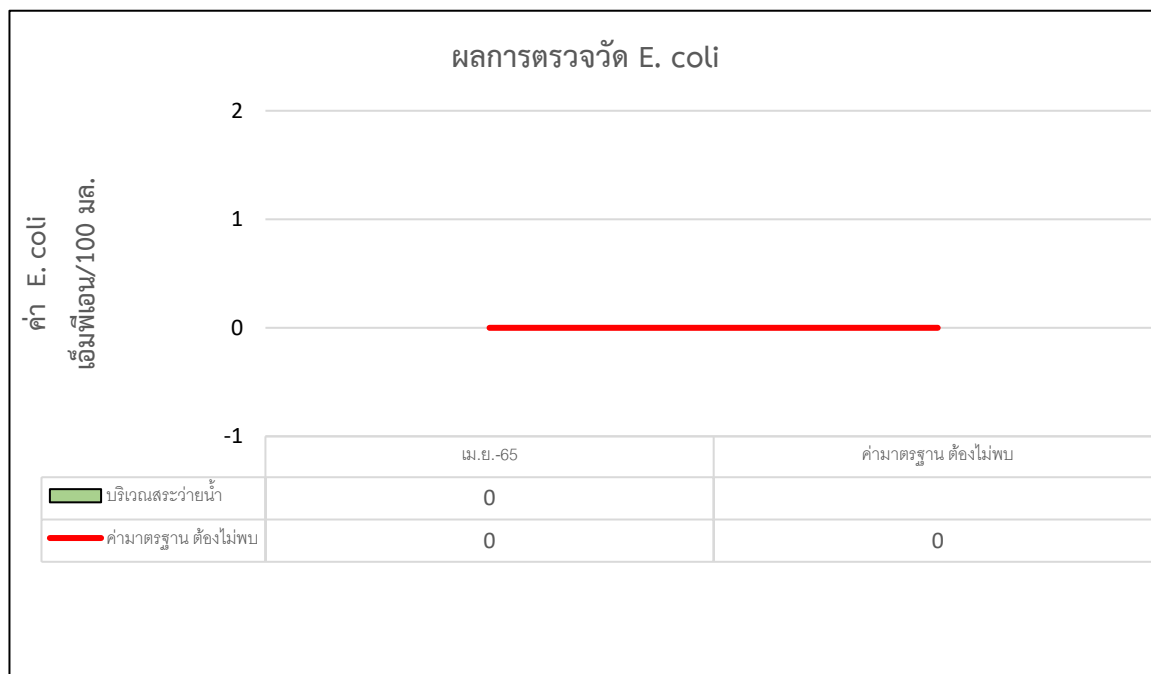 ผลการตรวจวัด E. coli
ค่า E. coli
เอ็มพีเอน/100 มล.
2
1
0
-1
เม.ย.-65 ค่ามาตรฐาน ต้องไม่พบ
บริเวณสระว่ายน้ำ 0
ค่ามาตรฐาน ต้องไม่พบ 0 0